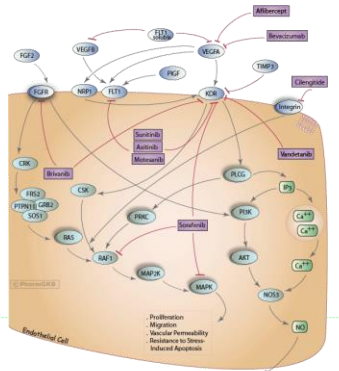 Aflibercept
FLT1
soluble
Bevacizumab
FGF2
VEGFB
VEGFA
TIMP3
PIGF
Cilengitide
FGFR
NRP1
FLT1
KDR
Integrin
Sunitinib
Axitinib
Motesanib
Vandetanib
CRK
Brivanib
PLCG
IP3
FRS2
PTPN11
GRB2
SOS1
CSK
PRKC
PI3K
Ca++
Ca++
Sorafenib
RAS
RAF1
AKT
Ca++
MAP2K
MAPK
NOS3
© PharmGKB
. Proliferation
. Migration
. Vascular Permeability
. Resistance to Stress-
Induced Apoptosis
NO
Endothelial Cell